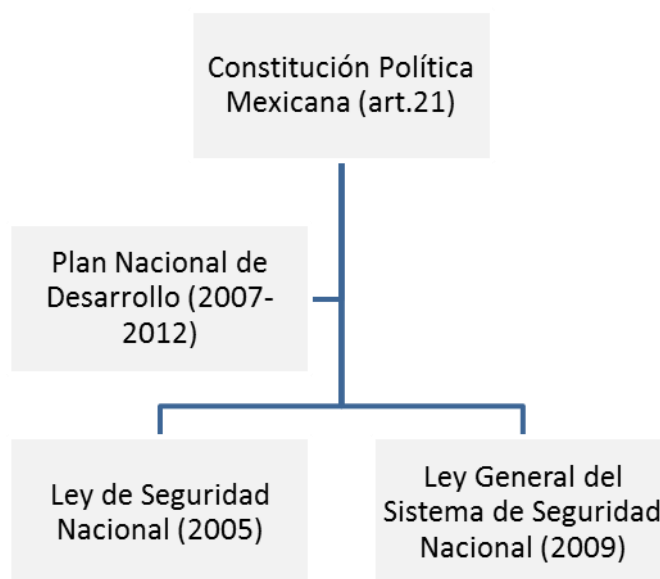 Constitución Política
Mexicana (art.21)
Plan Nacional de
Desarrollo (2007-
2012)
Ley de Seguridad
Nacional (2005)
Ley General del
Sistema de Seguridad
Nacional (2009)